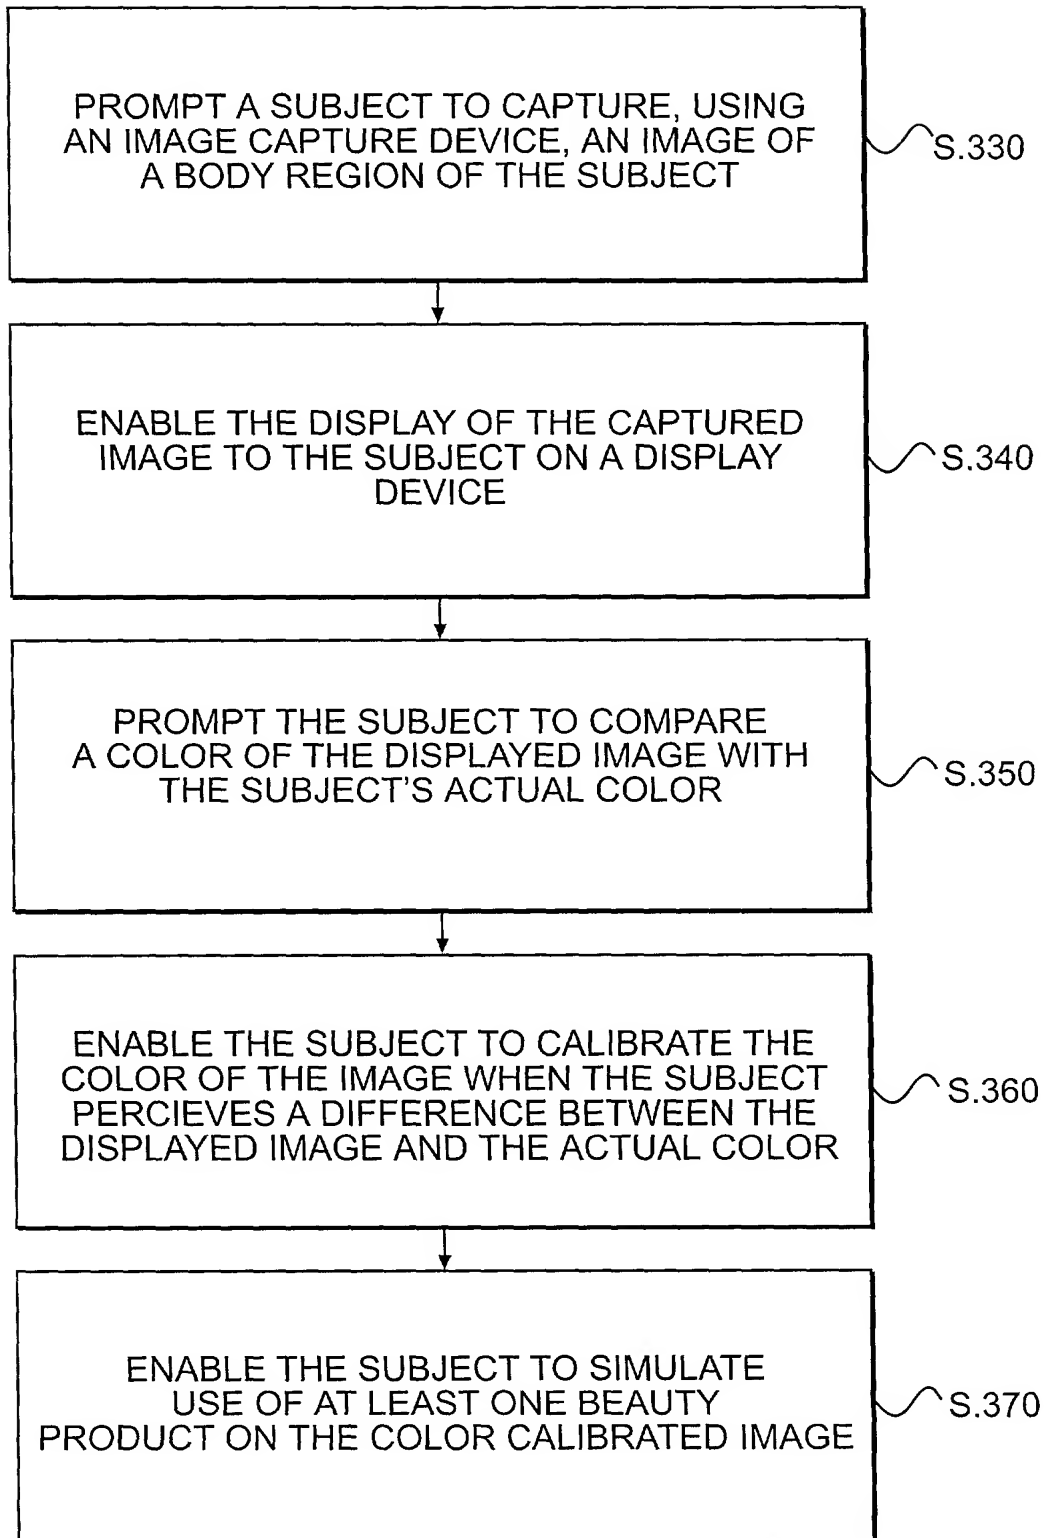 PROMPT A SUBJECT TO CAPTURE, USING
AN IMAGE CAPTURE DEVICE, AN IMAGE OF
A BODY REGION OF THE SUBJECT
S.330
ENABLE THE DISPLAY OF THE CAPTURED
IMAGE TO THE SUBJECT ON A DISPLAY
DEVICE
S.340
PROMPT THE SUBJECT TO COMPARE
A COLOR OF THE DISPLAYED IMAGE WITH
THE SUBJECT'S ACTUAL COLOR
S.350
ENABLE THE SUBJECT TO CALIBRATE THE
COLOR OF THE IMAGE WHEN THE SUBJECT
PERCIEVES A DIFFERENCE BETWEEN THE
DISPLAYED IMAGE AND THE ACTUAL COLOR
S.360
ENABLE THE SUBJECT TO SIMULATE
USE OF AT LEAST ONE BEAUTY
PRODUCT ON THE COLOR CALIBRATED IMAGE
S.370